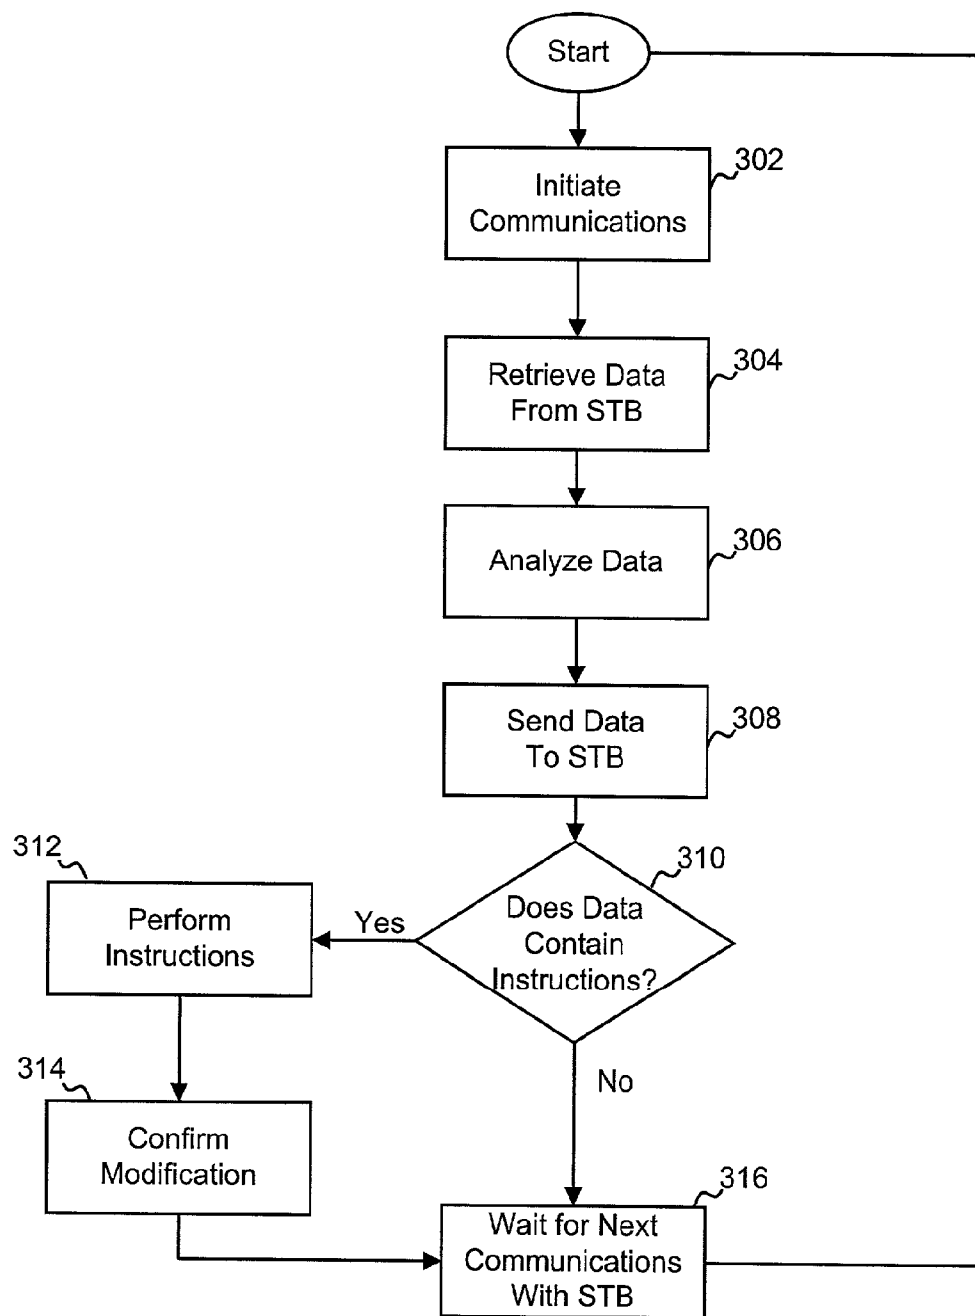 Start
302
Initiate
Communications
304
Retrieve Data
From STB
306
Analyze Data
308
Send Data
To STB
310
Does Data
Contain
Instructions?
Yes
312
Perform
Instructions
314
Confirm
Modification
No
316
Wait for Next
Communications
With STB